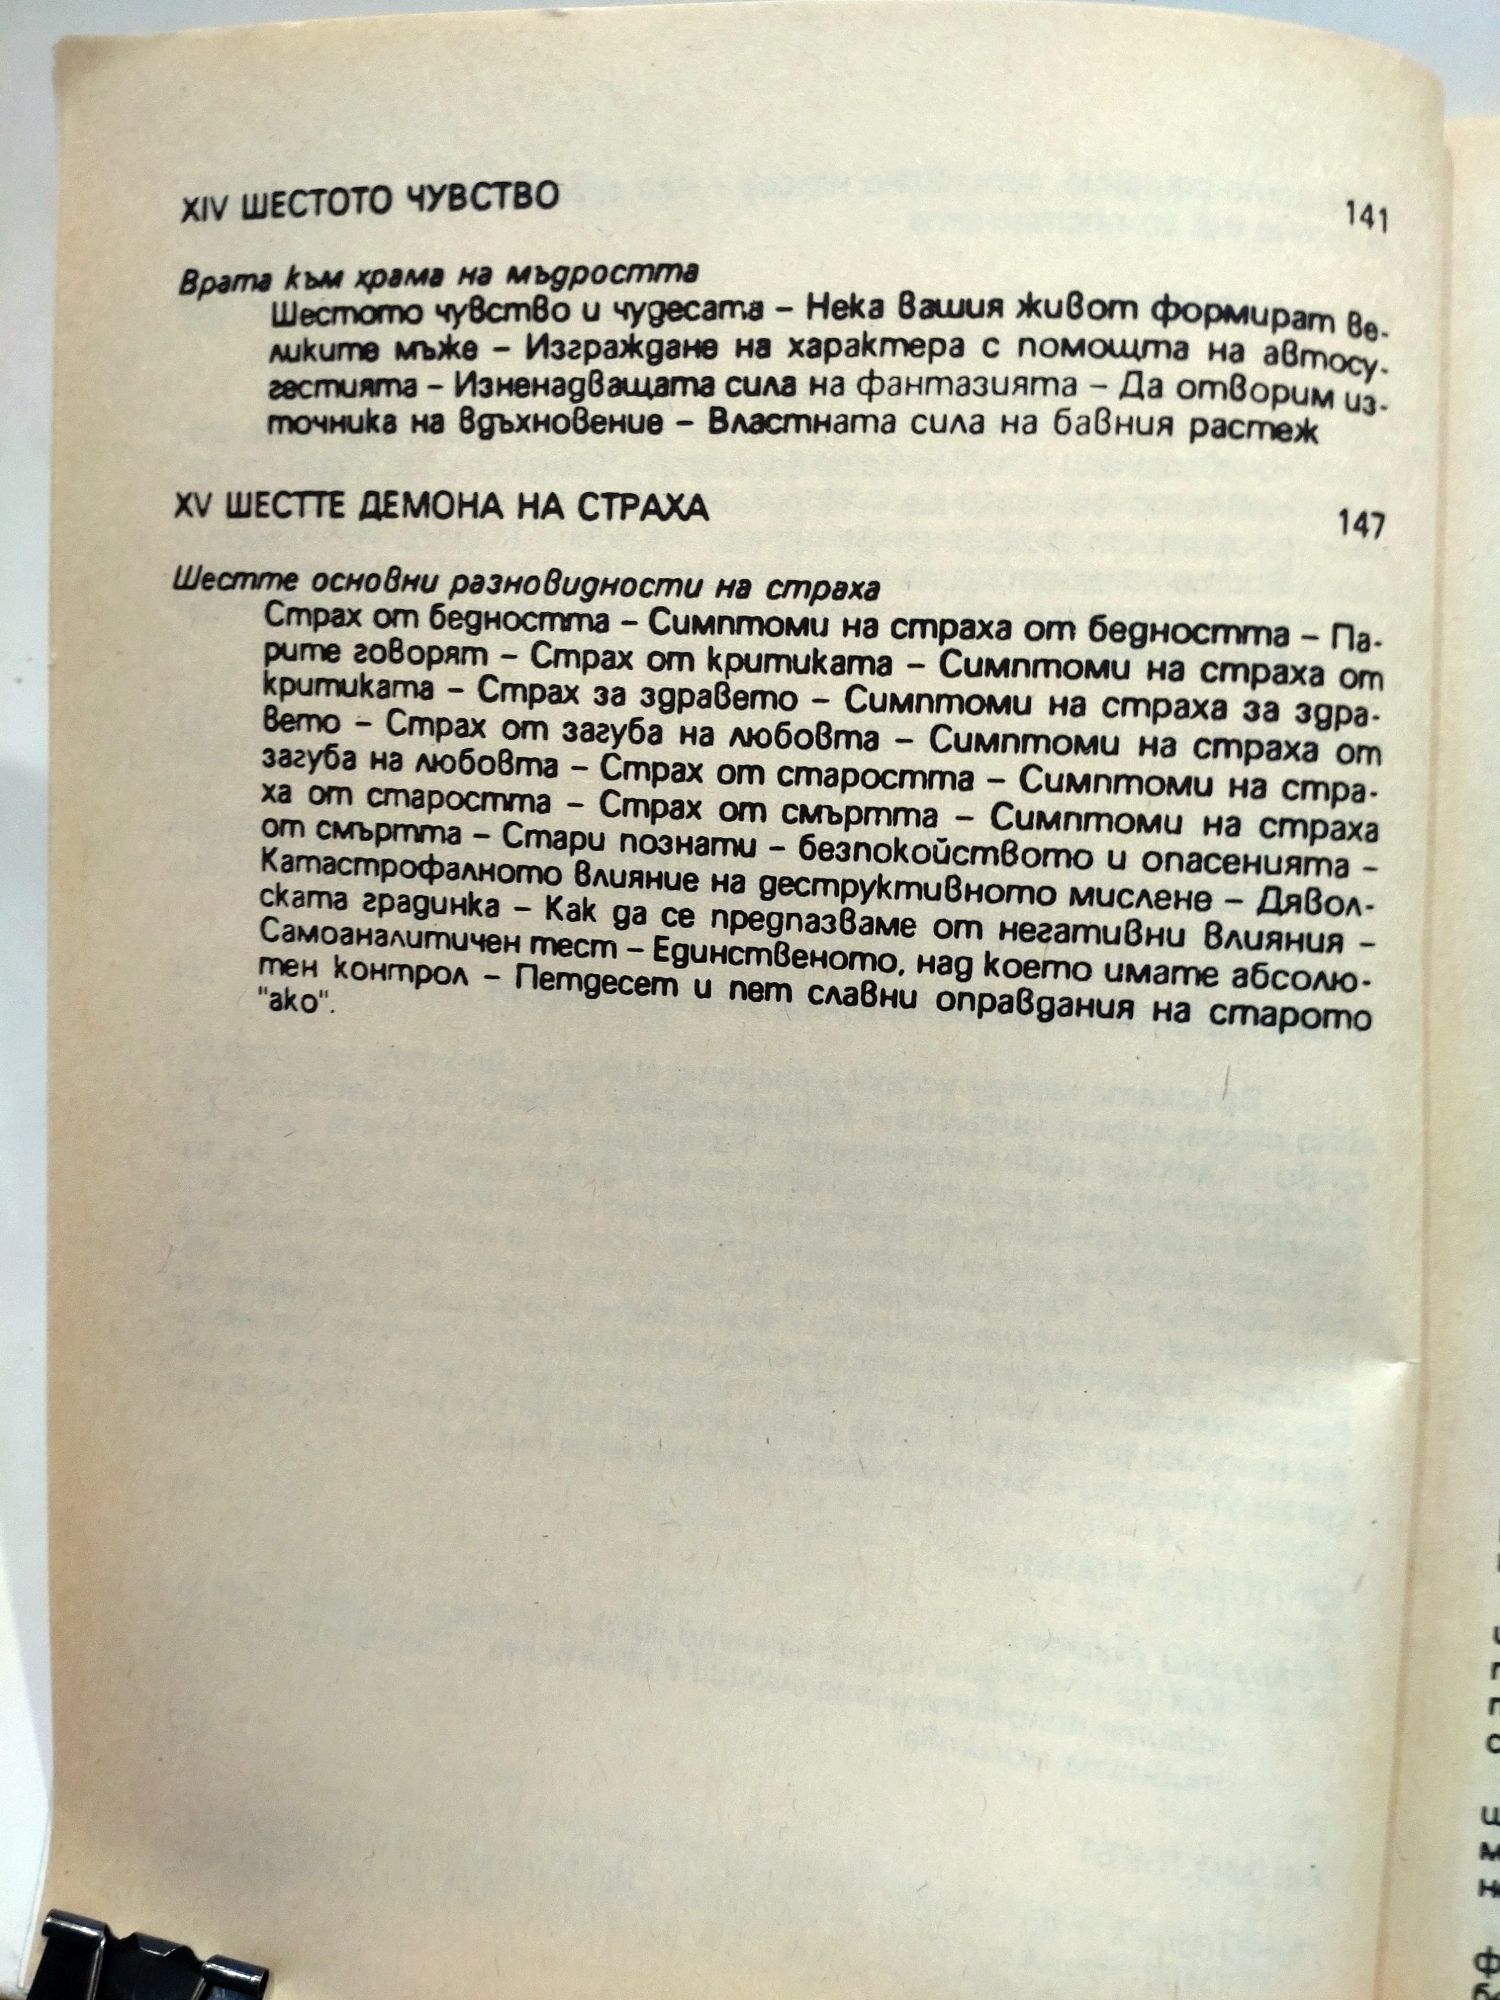 XIV ШЕСТОТО ЧУВСТВО 141
Врата към храма на мъдростта
Шестото чувство и чудесата – Нека вашия живот формират ве-
ликите мъже – Изграждане на характера с помощта на автосу-
гестията – Изненадващата сила на фантазията – Да отворим из-
точника на вдъхновение – Властната сила на бавния растеж
XV ШЕСТТЕ ДЕМОНА НА СТРАХА 147
Шестте основни разновидности на страха
Страх от бедността – Симптоми на страха от бедността – Па-
рите говорят – Страх от критиката – Симптоми на страха от
критиката – Страх за здравето – Симптоми на страха за здра-
вето – Страх от загуба на любовта – Симптоми на страха от
загуба на любовта – Страх от старостта – Симптоми на стра-
ха от старостта – Страх от смъртта – Симптоми на страха
от смъртта – Стари познати – безпокойството и опасенията –
Катастрофалното влияние на деструктивното мислене – Дявол-
ската градинка – Как да се предпазваме от негативни влияния –
Самоаналитичен тест – Единственото, над което имате абсолю-
тен контрол – Петдесет и пет славни оправдания на старото
"ако".